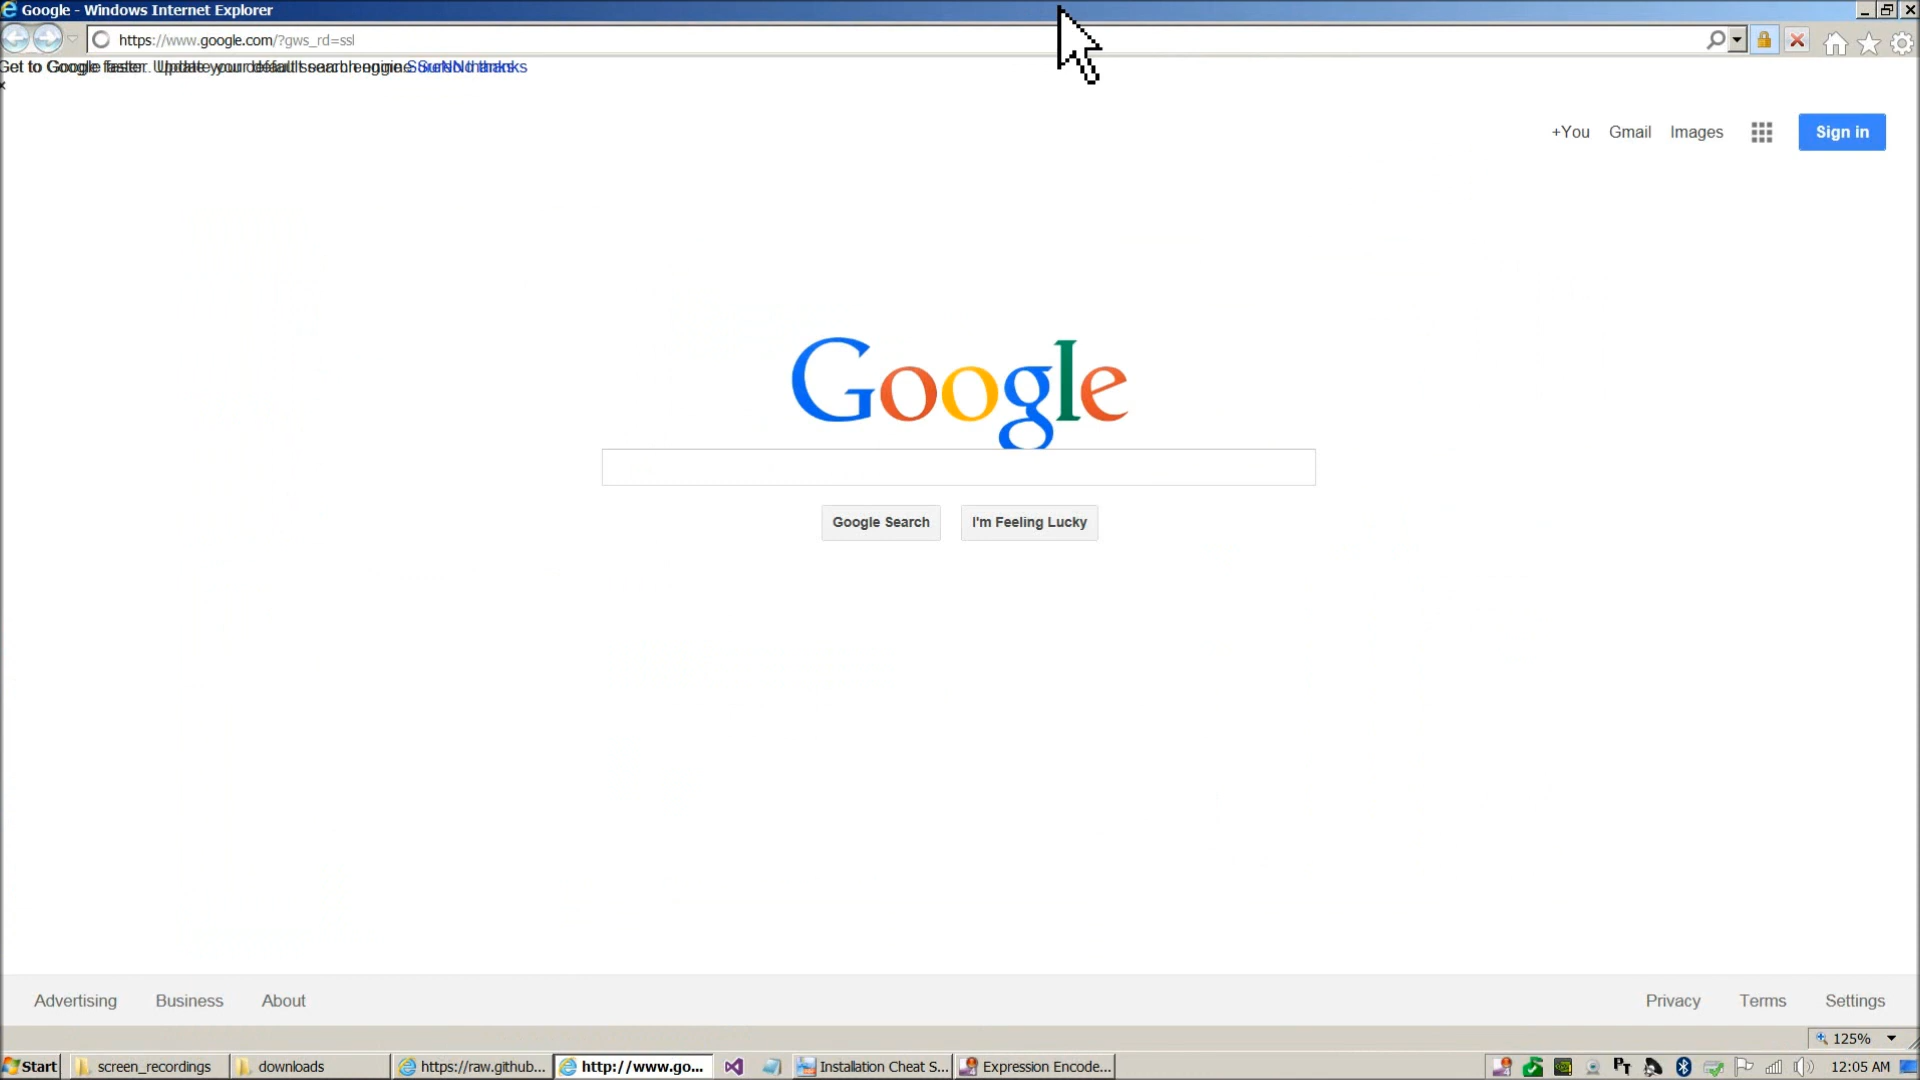 Google - Windows Internet Explorer
https://www.google.com/?gws_rd=ssl
to Google faster. Update your default search engine
No thanks
x
+You Gmail Images Sign in
Google
Google Search I'm Feeling Lucky
Advertising Business About Privacy Terms Settings
125%
Start screen_recordings downloads https://raw.github... http://www.go... Installation Cheat S... Expression Encode... PT 12:05 AM